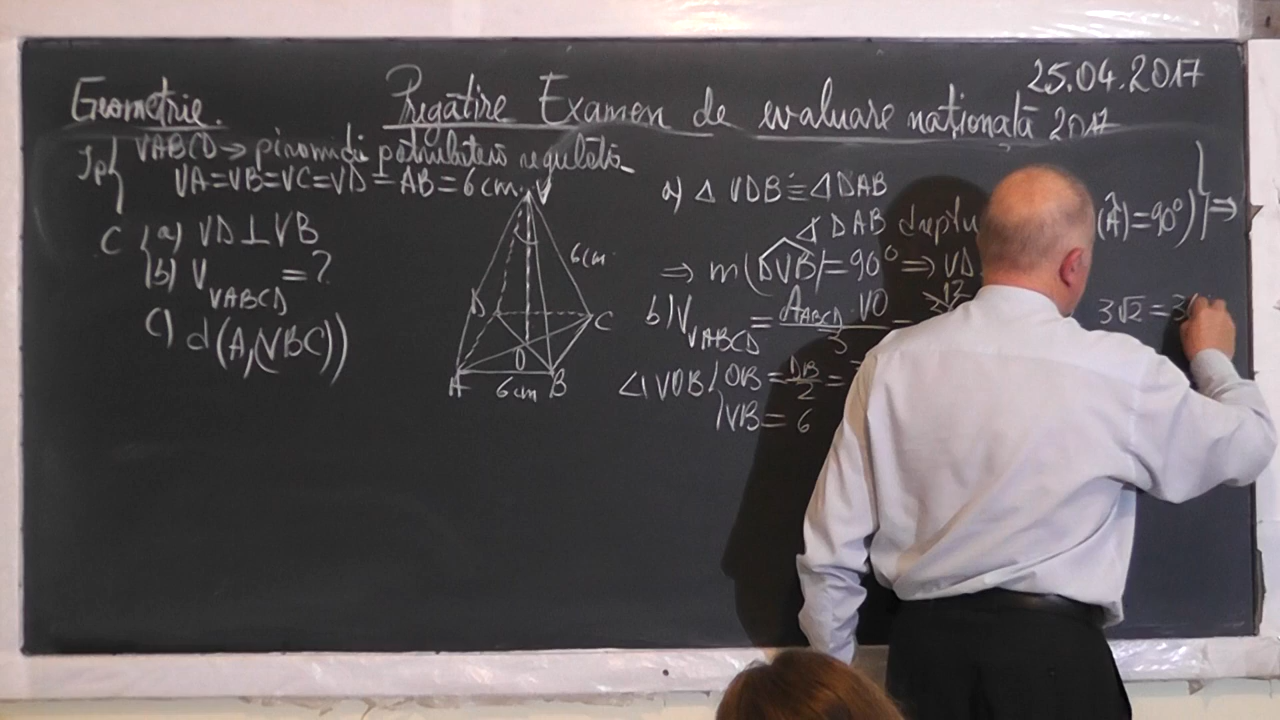 25.04.2017
Geometrie. Pregătire Examen de evaluare națională 2017
Ip VABCD → piramidă patrulateră regulată
VA=VB=VC=VD=AB=6cm.
C a) VD⊥VB
b) V_VABCD = ?
c) d(A,(VBC))
V
6cm
D
C
O
A
6cm
B
a) Δ VDB ≡ Δ DAB
Δ DAB dreptu (Â)=90°) ⇒
⇒ m(DVB)=90° ⇒ VD
b) V_VABCD = A_ABCD · VO / 3 = 3√2 = 3
Δ VOB OB = DB/2 =
VB = 6